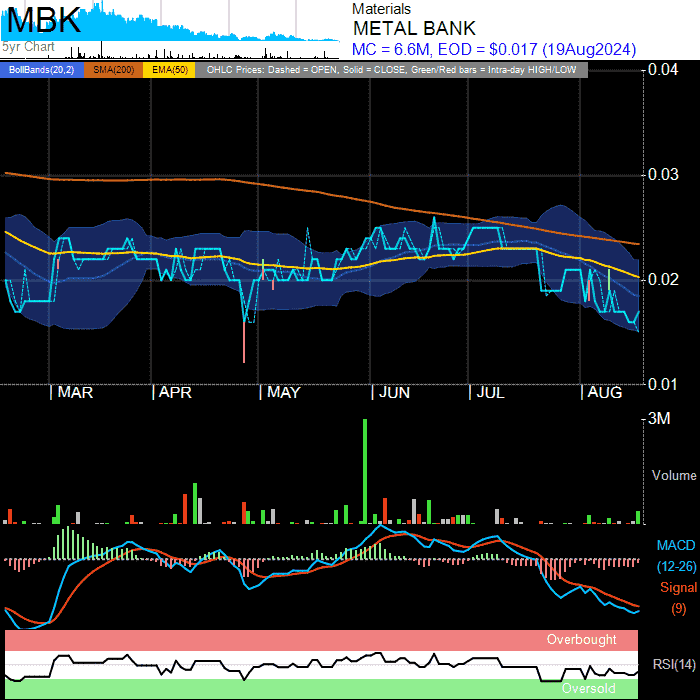 MBK
5yr Chart
Materials
METAL BANK
MC = 6.6M, EOD = $0.017 (19Aug2024)
BollBands(20,2) SMA(200) EMA(50) OHLC Prices: Dashed = OPEN, Solid = CLOSE, Green/Red bars = Intra-day HIGH/LOW
0.04
0.03
0.02
0.01
MAR APR MAY JUN JUL AUG
3M
Volume
MACD
(12-26)
Signal
(9)
Overbought
RSI(14)
Oversold